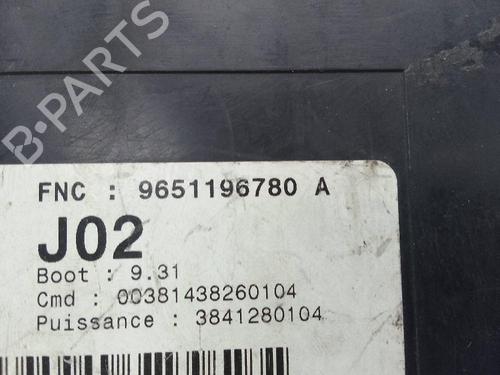 B-PARTS
FNC : 9651196780 A
J02
Boot : 9.31
Cmd : 00381438260104
Puissance : 3841280104